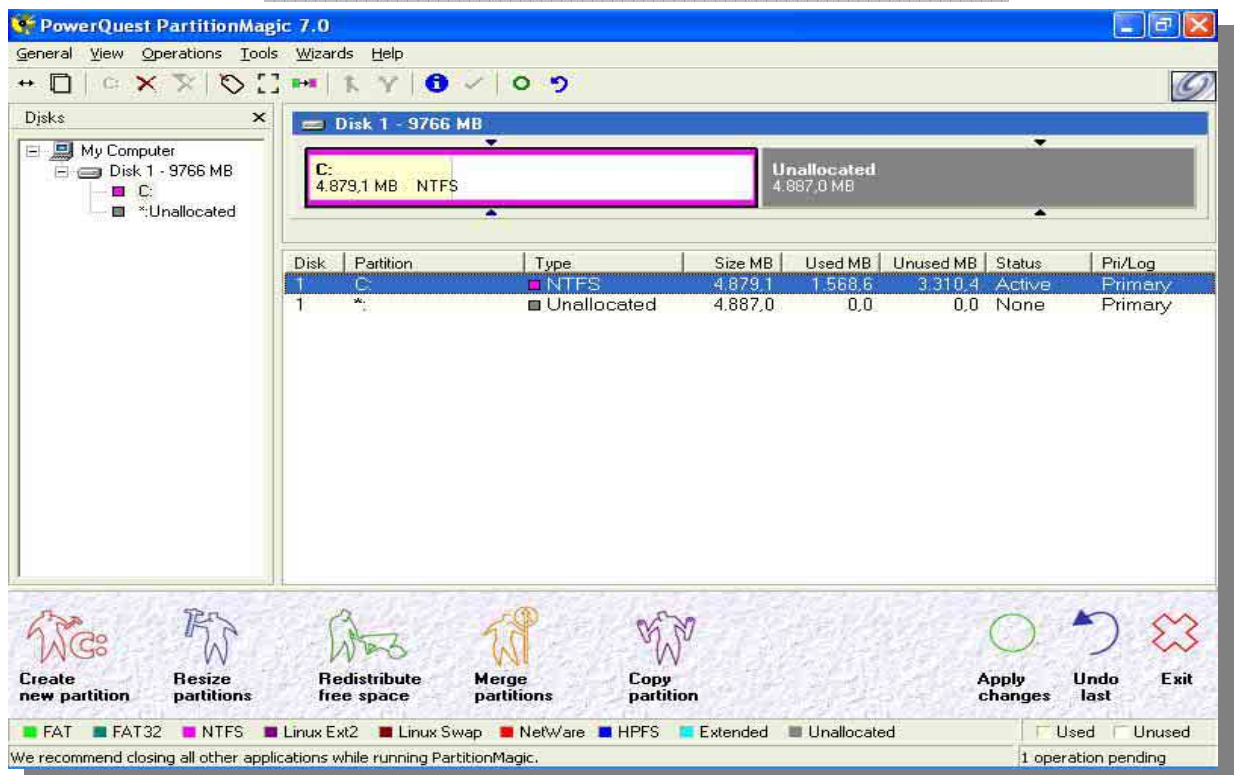 PowerQuest PartitionMagic 7.0
General View Operations Tools Wizards Help
C:
Disks
My Computer
Disk 1 - 9766 MB
C:
*:Unallocated
Disk 1 - 9766 MB
C:
4.879,1 MB NTFS
Unallocated
4.887,0 MB
Disk Partition Type Size MB Used MB Unused MB Status Pri/Log
1 C: NTFS 4.879,1 1.568,6 3.310,4 Active Primary
1 *: Unallocated 4.887,0 0,0 0,0 None Primary
C:
Create new partition
Resize partitions
Redistribute free space
Merge partitions
Copy partition
Apply changes
Undo last
Exit
FAT FAT32 NTFS Linux Ext2 Linux Swap NetWare HPFS Extended Unallocated Used Unused
We recommend closing all other applications while running PartitionMagic. 1 operation pending